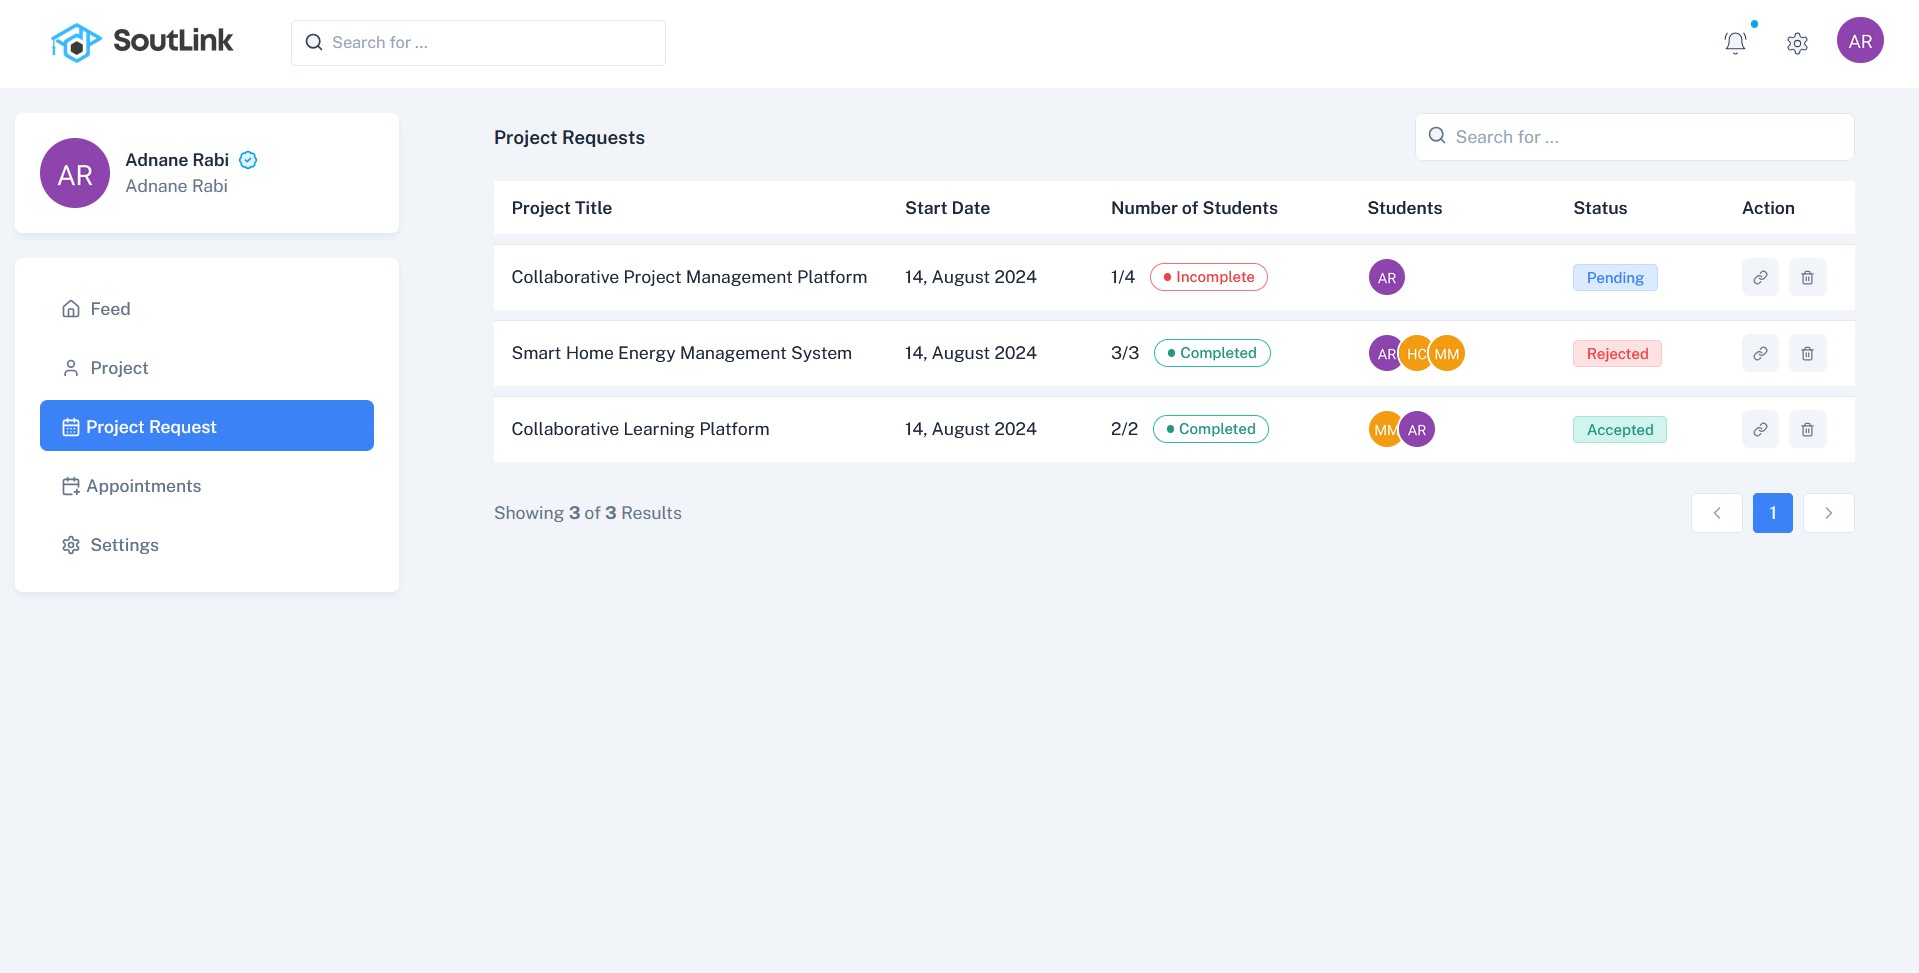 SoutLink
Search for ...
AR
AR
Adnane Rabi
Adnane Rabi
Feed
Project
Project Request
Appointments
Settings
Project Requests
Search for ...
Project Title Start Date Number of Students Students Status Action
Collaborative Project Management Platform 14, August 2024 1/4 Incomplete AR Pending
Smart Home Energy Management System 14, August 2024 3/3 Completed AR HC MM Rejected
Collaborative Learning Platform 14, August 2024 2/2 Completed MM AR Accepted
Showing 3 of 3 Results
1